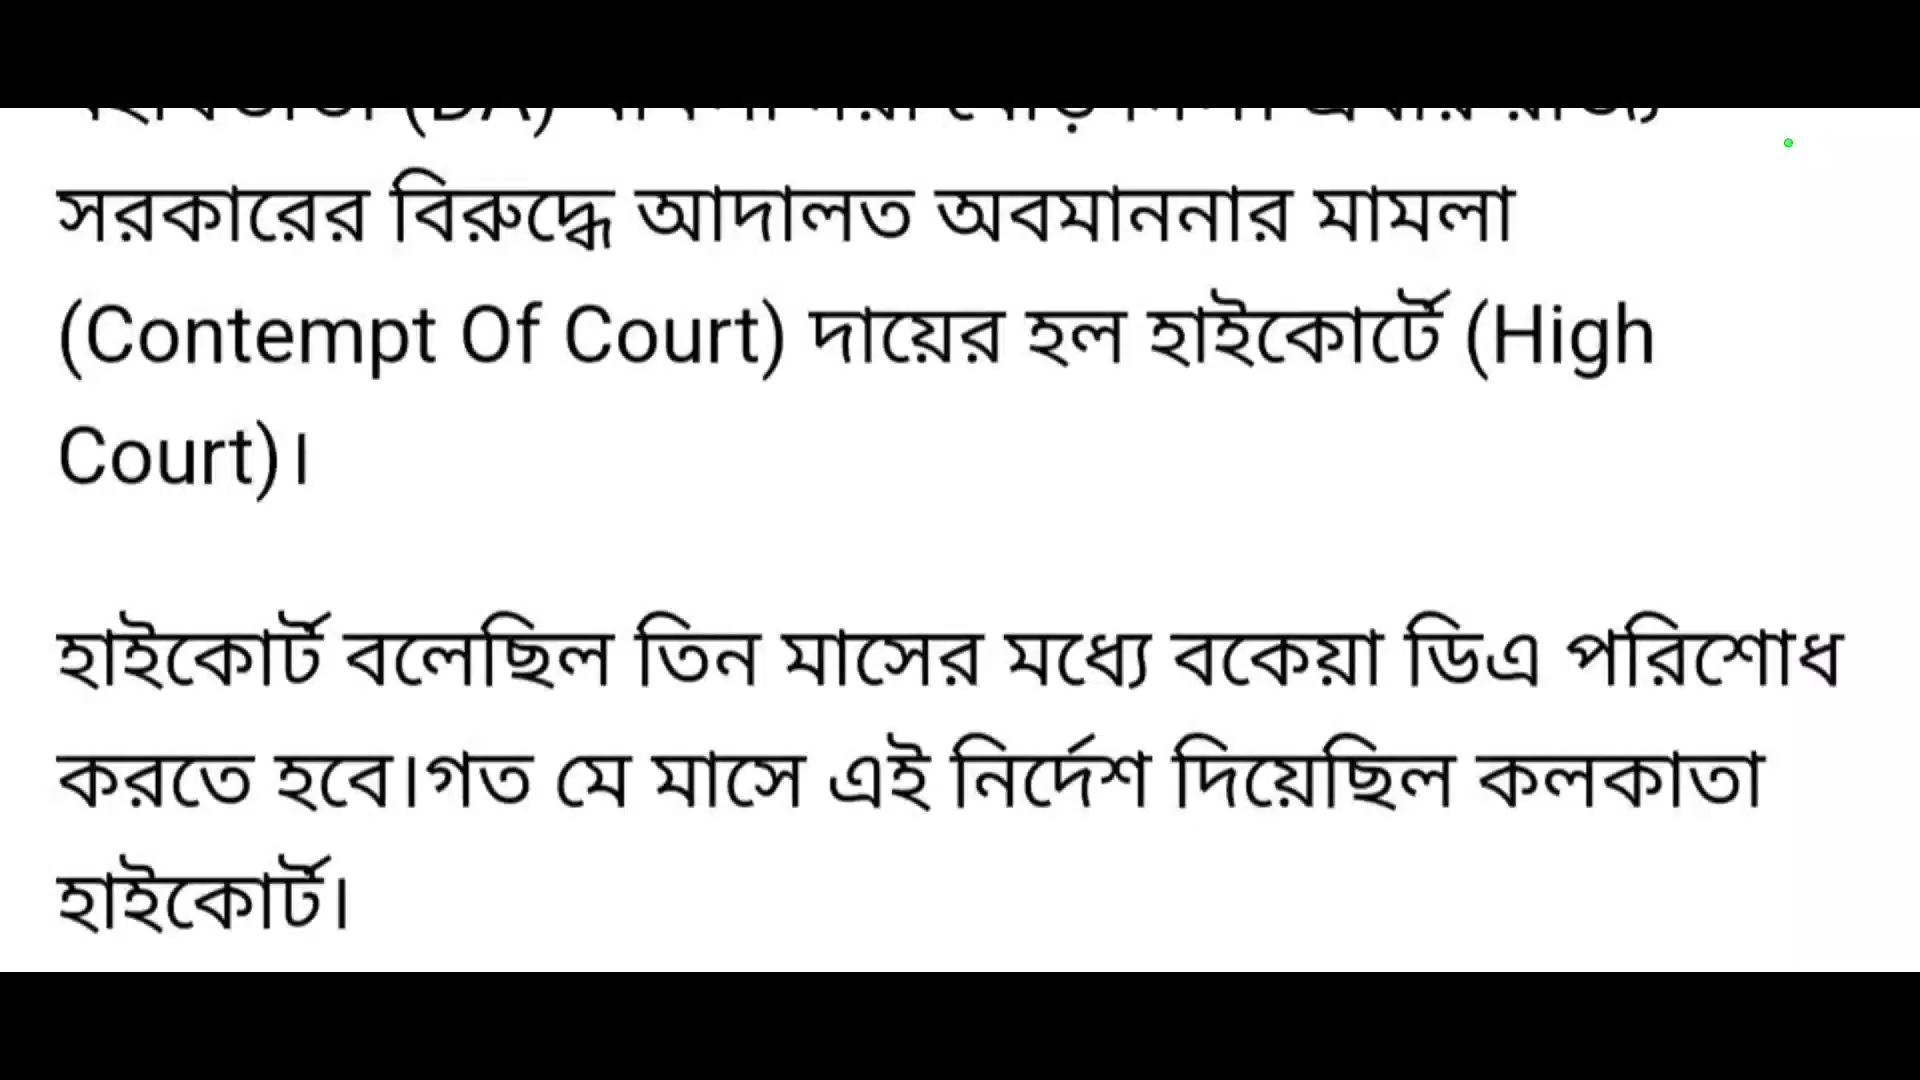 (DA)
সরকারের বিরুদ্ধে আদালত অবমাননার মামলা
(Contempt Of Court) দায়ের হল হাইকোর্টে (High
Court)।
হাইকোর্ট বলেছিল তিন মাসের মধ্যে বকেয়া ডিএ পরিশোধ
করতে হবে।গত মে মাসে এই নির্দেশ দিয়েছিল কলকাতা
হাইকোর্ট।